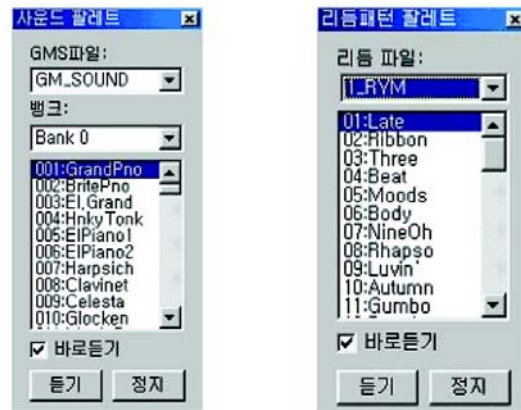 사운드 팔레트
GMS파일:
GM_SOUND
뱅크:
Bank 0
001:GrandPno
002:BritePno
003:El,Grand
004:HnkyTonk
005:ElPiano1
006:ElPiano2
007:Harpsich
008:Clavinet
009:Celesta
010:Glocken
바로듣기
듣기 정지
리듬패턴 팔레트
리듬 파일:
1_RYM
01:Late
02:Ribbon
03:Three
04:Beat
05:Moods
06:Body
07:NineOh
08:Rhapso
09:Luvin'
10:Autumn
11:Gumbo
바로듣기
듣기 정지